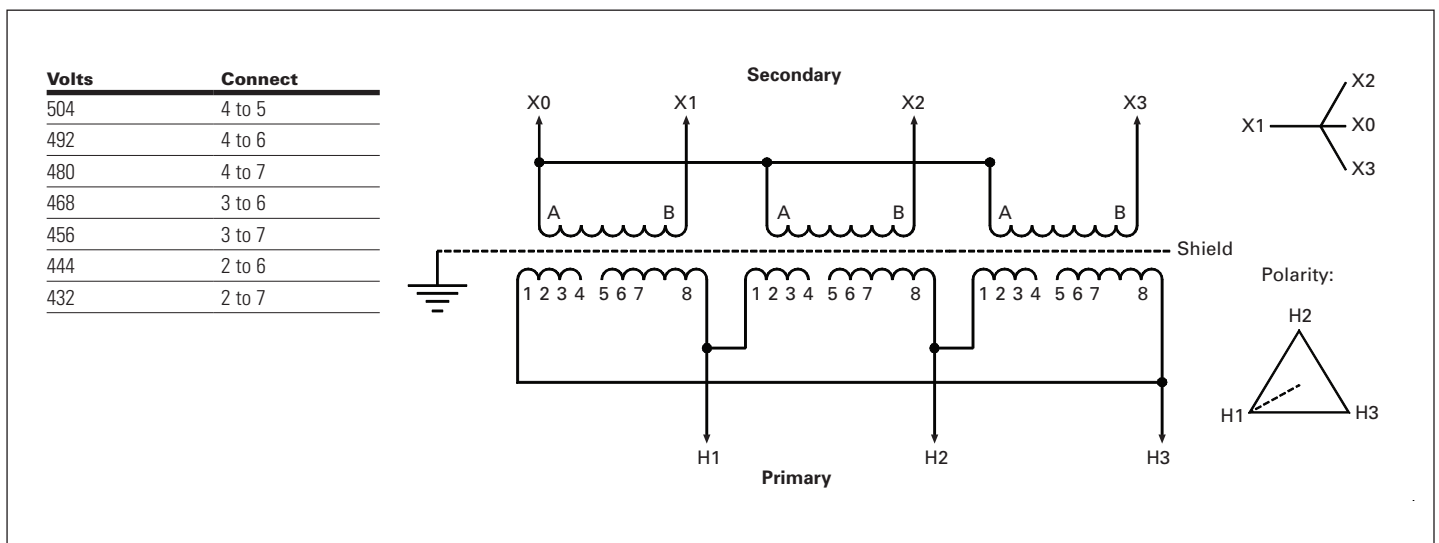 Volts Connect
504 4 to 5
492 4 to 6
480 4 to 7
468 3 to 6
456 3 to 7
444 2 to 6
432 2 to 7
Secondary
X0 X1 X2 X3
A B A B A B
Shield
1 2 3 4 5 6 7 8 1 2 3 4 5 6 7 8 1 2 3 4 5 6 7 8
H1 H2 H3
Primary
X2
X1 X0
X3
Polarity:
H2
H1 H3